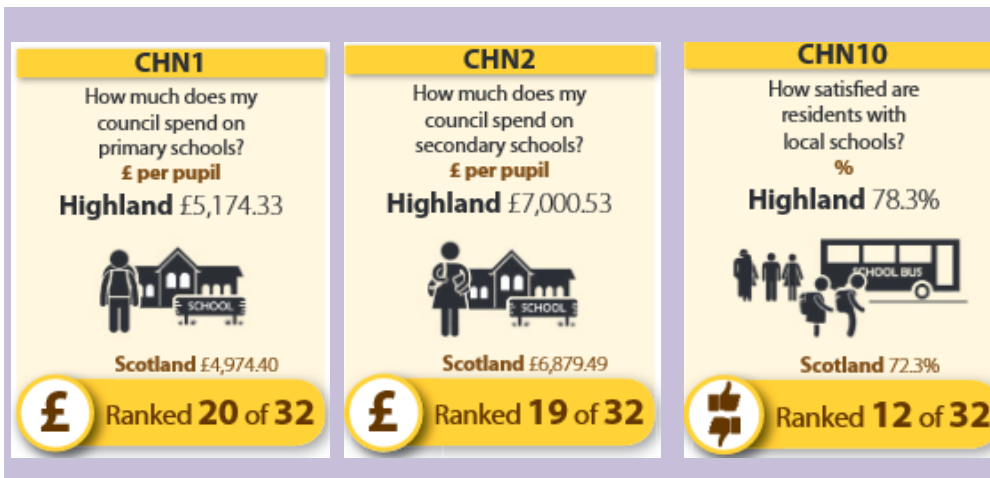 CHN1
How much does my
council spend on
primary schools?
£ per pupil
Highland £5,174.33
SCHOOL
Scotland £4,974.40
£
Ranked 20 of 32
CHN2
How much does my
council spend on
secondary schools?
£ per pupil
Highland £7,000.53
SCHOOL
Scotland £6,879.49
£
Ranked 19 of 32
CHN10
How satisfied are
residents with
local schools?
%
Highland 78.3%
SCHOOL BUS
Scotland 72.3%
Ranked 12 of 32